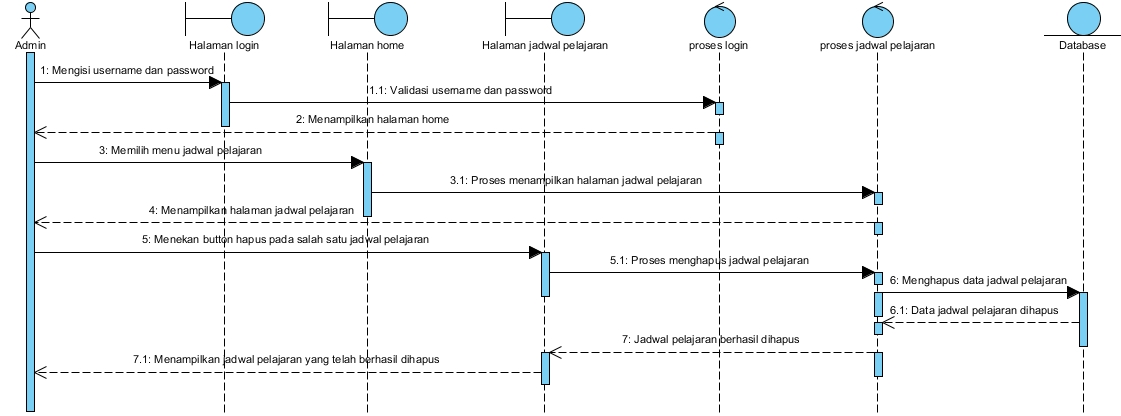 Admin
Halaman login
Halaman home
Halaman jadwal pelajaran
proses login
proses jadwal pelajaran
Database
1: Mengisi username dan password
1.1: Validasi username dan password
2: Menampilkan halaman home
3: Memilih menu jadwal pelajaran
3.1: Proses menampilkan halaman jadwal pelajaran
4: Menampilkan halaman jadwal pelajaran
5: Menekan button hapus pada salah satu jadwal pelajaran
5.1: Proses menghapus jadwal pelajaran
6: Menghapus data jadwal pelajaran
6.1: Data jadwal pelajaran dihapus
7: Jadwal pelajaran berhasil dihapus
7.1: Menampilkan jadwal pelajaran yang telah berhasil dihapus